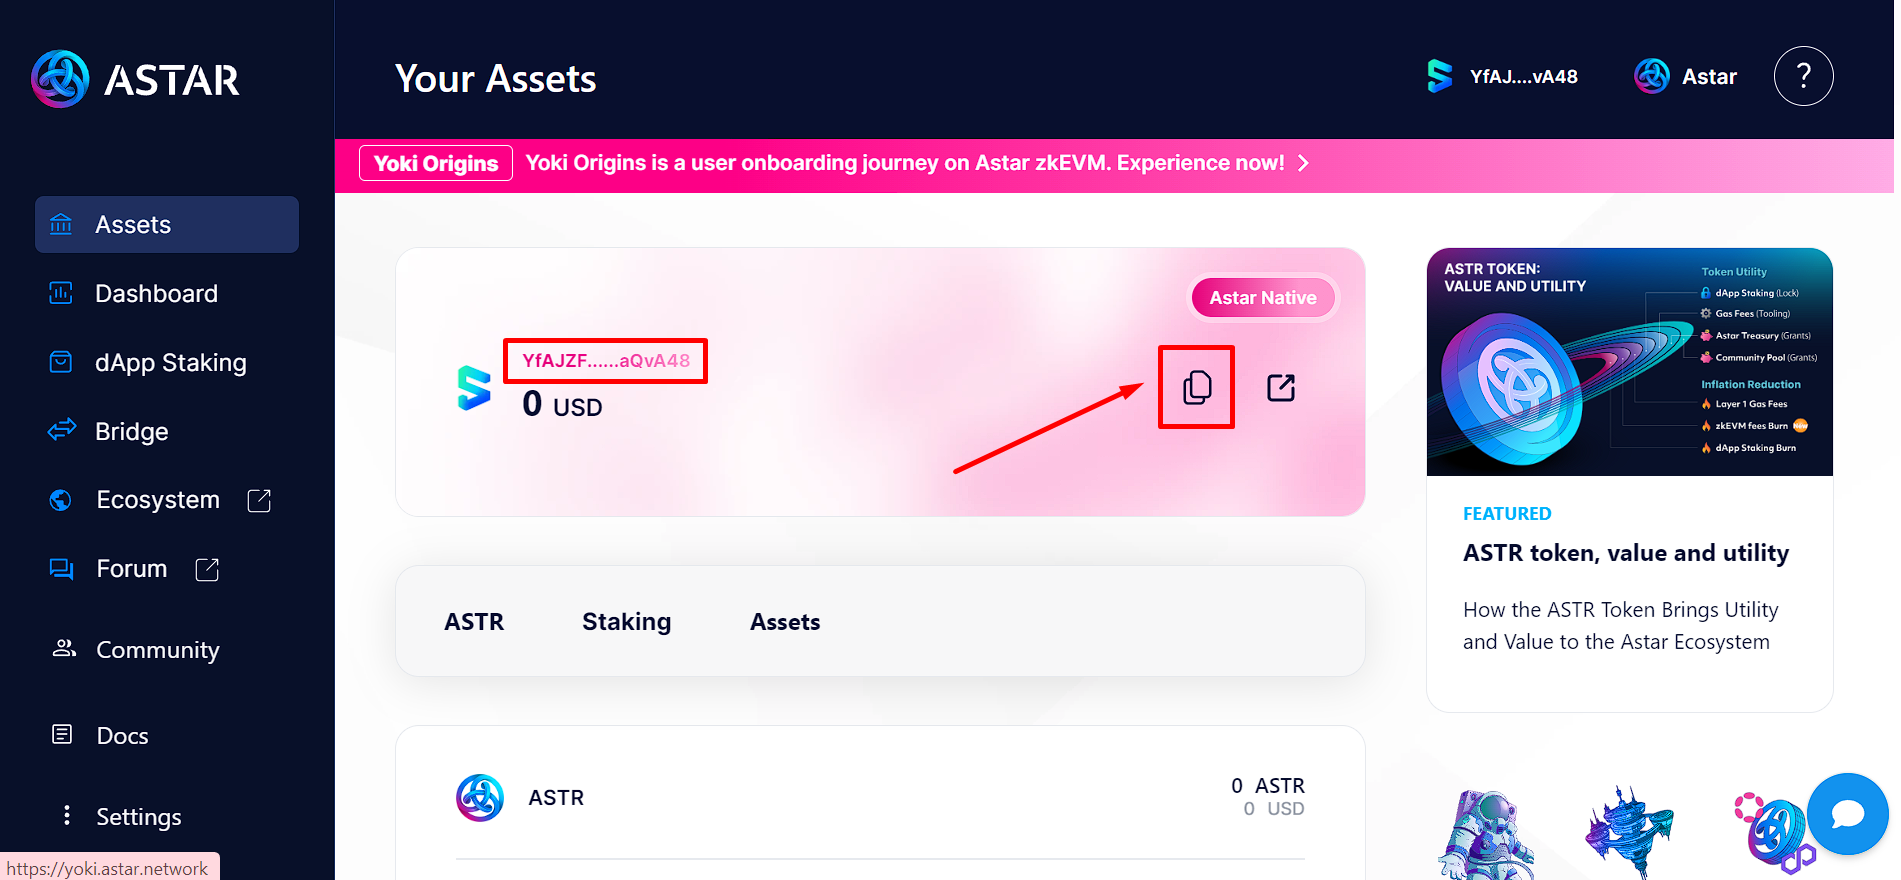 ASTAR
Your Assets
YfAJ....vA48
Astar
?
Yoki Origins
Yoki Origins is a user onboarding journey on Astar zkEVM. Experience now!
Assets
Dashboard
dApp Staking
Bridge
Ecosystem
Forum
Community
Docs
Settings
https://yoki.astar.network
Astar Native
YfAJZF......aQvA48
0 USD
ASTR
Staking
Assets
ASTR
0 ASTR
0 USD
ASTR TOKEN:
VALUE AND UTILITY
Token Utility
dApp Staking (Lock)
Gas Fees (Tooling)
Astar Treasury (Grants)
Community Pool (Grants)
Inflation Reduction
Layer 1 Gas Fees
zkEVM fees Burn New
dApp Staking Burn
FEATURED
ASTR token, value and utility
How the ASTR Token Brings Utility
and Value to the Astar Ecosystem